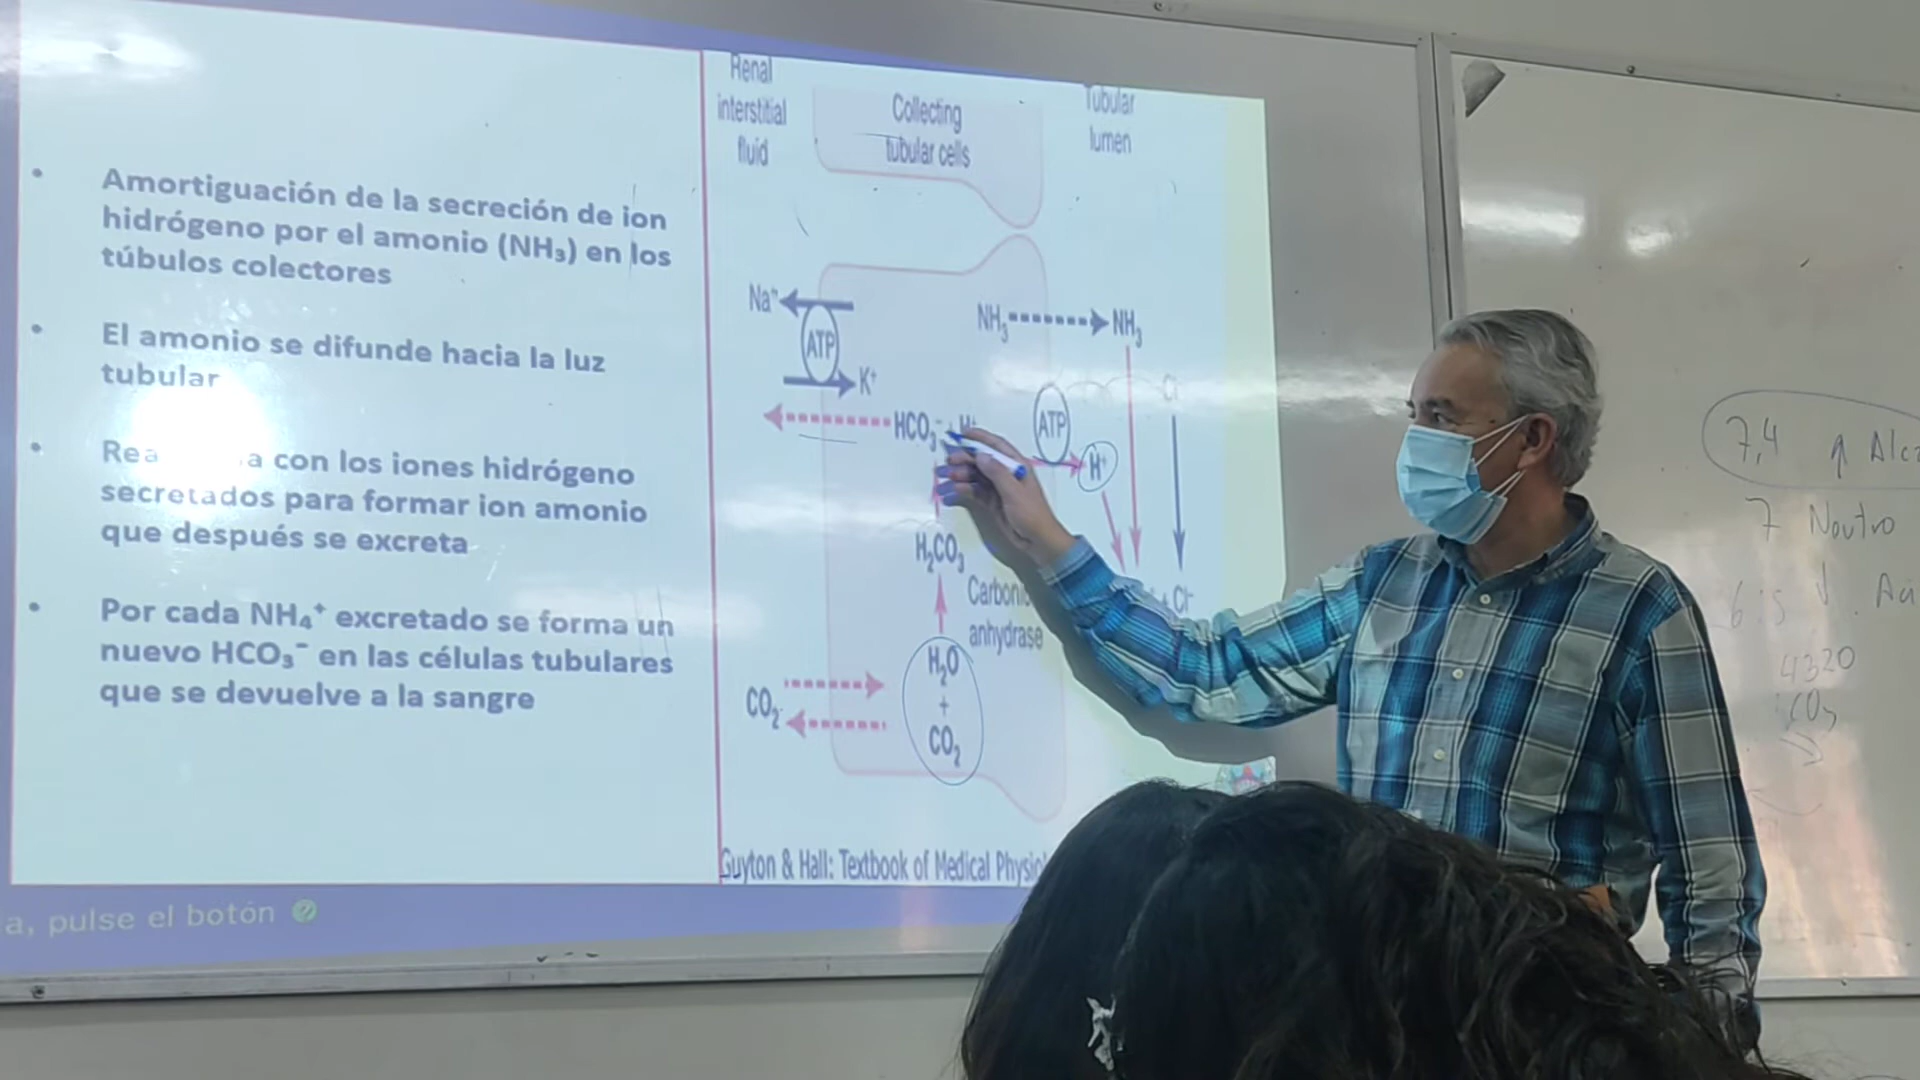 Amortiguación de la secreción de ion
hidrógeno por el amonio (NH₃) en los
túbulos colectores
El amonio se difunde hacia la luz
tubular
con los iones hidrógeno
secretados para formar ion amonio
que después se excreta
Por cada NH₄⁺ excretado se forma un
nuevo HCO₃⁻ en las células tubulares
que se devuelve a la sangre
Renal
interstitial
fluid
Collecting
tubular cells
Tubular
lumen
Na⁺
ATP
K⁺
NH₃
NH₃
Cl
HCO₃⁻
ATP
H⁺
H₂CO₃
Carbonic
anhydrase
+ Cl⁻
H₂O
+
CO₂
CO₂
Guyton & Hall: Textbook of Medical
a, pulse el botón
7,4
7 Neutro
4320